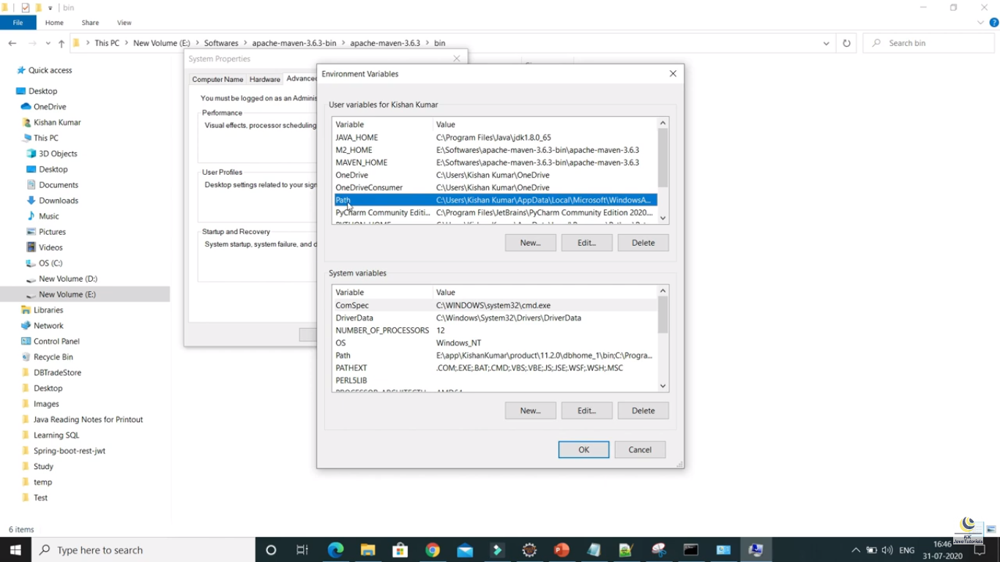 bin
File Home Share View
This PC New Volume (E:) Softwares apache-maven-3.6.3-bin apache-maven-3.6.3 bin
Search bin
Quick access
Desktop
OneDrive
Kishan Kumar
This PC
3D Objects
Desktop
Documents
Downloads
Music
Pictures
Videos
OS (C:)
New Volume (D:)
New Volume (E:)
Libraries
Network
Control Panel
Recycle Bin
DBTradeStore
Desktop
Images
Java Reading Notes for Printout
Learning SQL
Spring-boot-rest-jwt
Study
temp
Test
6 items
System Properties
Computer Name Hardware Advanced
You must be logged on as an Adminis
Performance
Visual effects, processor scheduling
User Profiles
Desktop settings related to your sign
Startup and Recovery
System startup, system failure, and d
Environment Variables
User variables for Kishan Kumar
Variable Value
JAVA_HOME C:\Program Files\Java\jdk1.8.0_65
M2_HOME E:\Softwares\apache-maven-3.6.3-bin\apache-maven-3.6.3
MAVEN_HOME E:\Softwares\apache-maven-3.6.3-bin\apache-maven-3.6.3
OneDrive C:\Users\Kishan Kumar\OneDrive
OneDriveConsumer C:\Users\Kishan Kumar\OneDrive
Path C:\Users\Kishan Kumar\AppData\Local\Microsoft\WindowsA...
PyCharm Community Editi... C:\Program Files\JetBrains\PyCharm Community Edition 2020....
New... Edit... Delete
System variables
Variable Value
ComSpec C:\WINDOWS\system32\cmd.exe
DriverData C:\Windows\System32\Drivers\DriverData
NUMBER_OF_PROCESSORS 12
OS Windows_NT
Path E:\app\KishanKumar\product\11.2.0\dbhome_1\bin;C:\Progra...
PATHEXT .COM;.EXE;.BAT;.CMD;.VBS;.VBE;.JS;.JSE;.WSF;.WSH;.MSC
PERL5LIB
New... Edit... Delete
OK Cancel
KK
JavaTutorials
Type here to search
ENG
16:46
31-07-2020